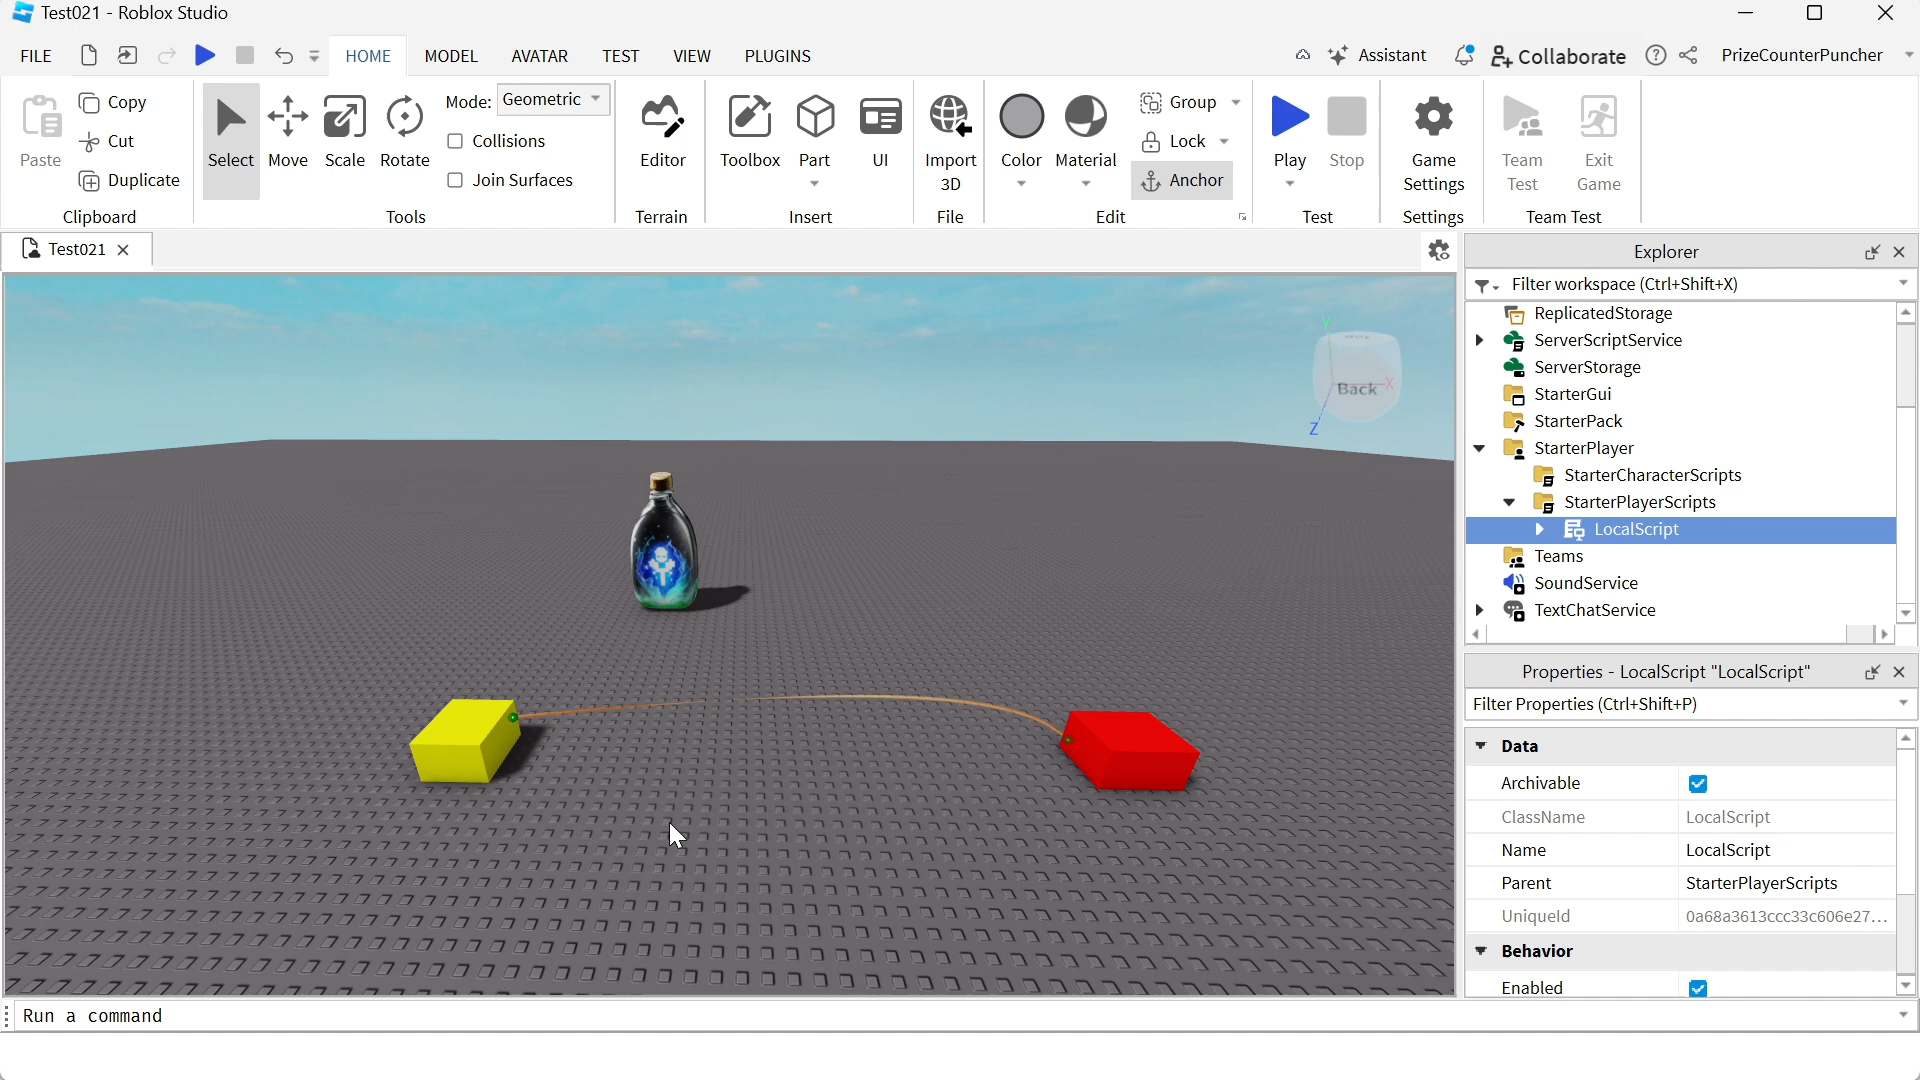 Test021 - Roblox Studio
FILE
HOME
MODEL
AVATAR
TEST
VIEW
PLUGINS
Assistant
Collaborate
PrizeCounterPuncher
Paste
Copy
Cut
Duplicate
Clipboard
Select
Move
Scale
Rotate
Mode: Geometric
Collisions
Join Surfaces
Tools
Editor
Terrain
Toolbox
Part
UI
Insert
Import
3D
File
Color
Material
Group
Lock
Anchor
Edit
Play
Stop
Test
Game
Settings
Settings
Team
Test
Exit
Game
Team Test
Test021
Y
Back
X
Z
Explorer
Filter workspace (Ctrl+Shift+X)
ReplicatedStorage
ServerScriptService
ServerStorage
StarterGui
StarterPack
StarterPlayer
StarterCharacterScripts
StarterPlayerScripts
LocalScript
Teams
SoundService
TextChatService
Properties - LocalScript "LocalScript"
Filter Properties (Ctrl+Shift+P)
Data
Archivable
ClassName LocalScript
Name LocalScript
Parent StarterPlayerScripts
UniqueId 0a68a3613ccc33c606e27...
Behavior
Enabled
Run a command